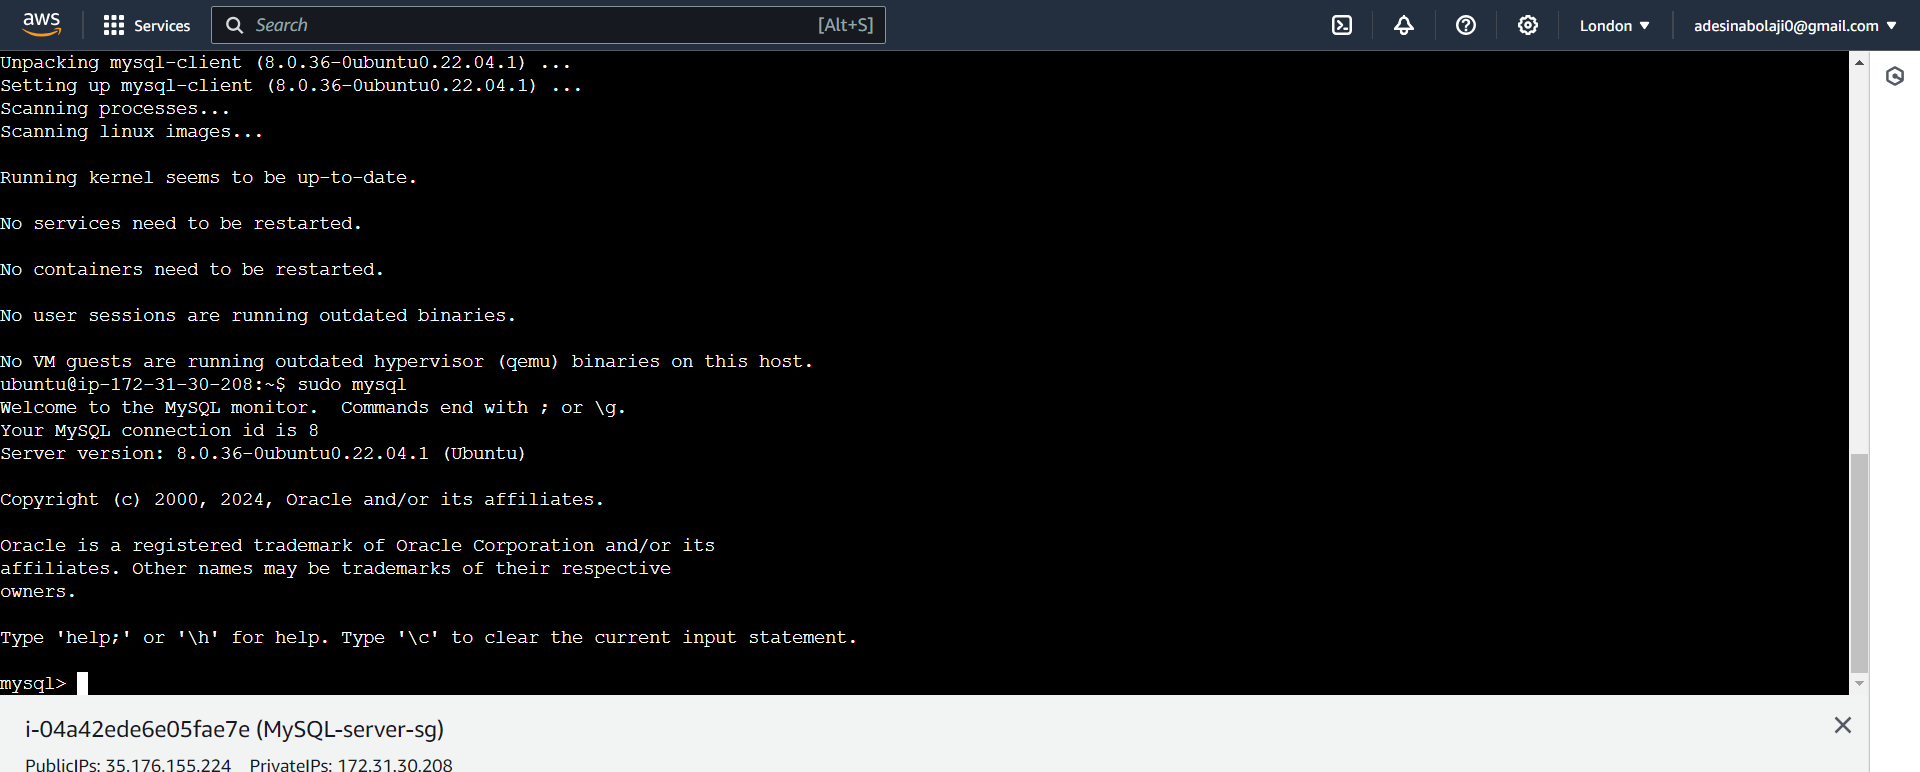 aws
Services
Search [Alt+S]
London
adesinabolaji0@gmail.com
Unpacking mysql-client (8.0.36-0ubuntu0.22.04.1) ...
Setting up mysql-client (8.0.36-0ubuntu0.22.04.1) ...
Scanning processes...
Scanning linux images...
Running kernel seems to be up-to-date.
No services need to be restarted.
No containers need to be restarted.
No user sessions are running outdated binaries.
No VM guests are running outdated hypervisor (qemu) binaries on this host.
ubuntu@ip-172-31-30-208:~$ sudo mysql
Welcome to the MySQL monitor.  Commands end with ; or \g.
Your MySQL connection id is 8
Server version: 8.0.36-0ubuntu0.22.04.1 (Ubuntu)
Copyright (c) 2000, 2024, Oracle and/or its affiliates.
Oracle is a registered trademark of Oracle Corporation and/or its
affiliates. Other names may be trademarks of their respective
owners.
Type 'help;' or '\h' for help. Type '\c' to clear the current input statement.
mysql>
i-04a42ede6e05fae7e (MySQL-server-sg)
PublicIPs: 35.176.155.224 PrivateIPs: 172.31.30.208